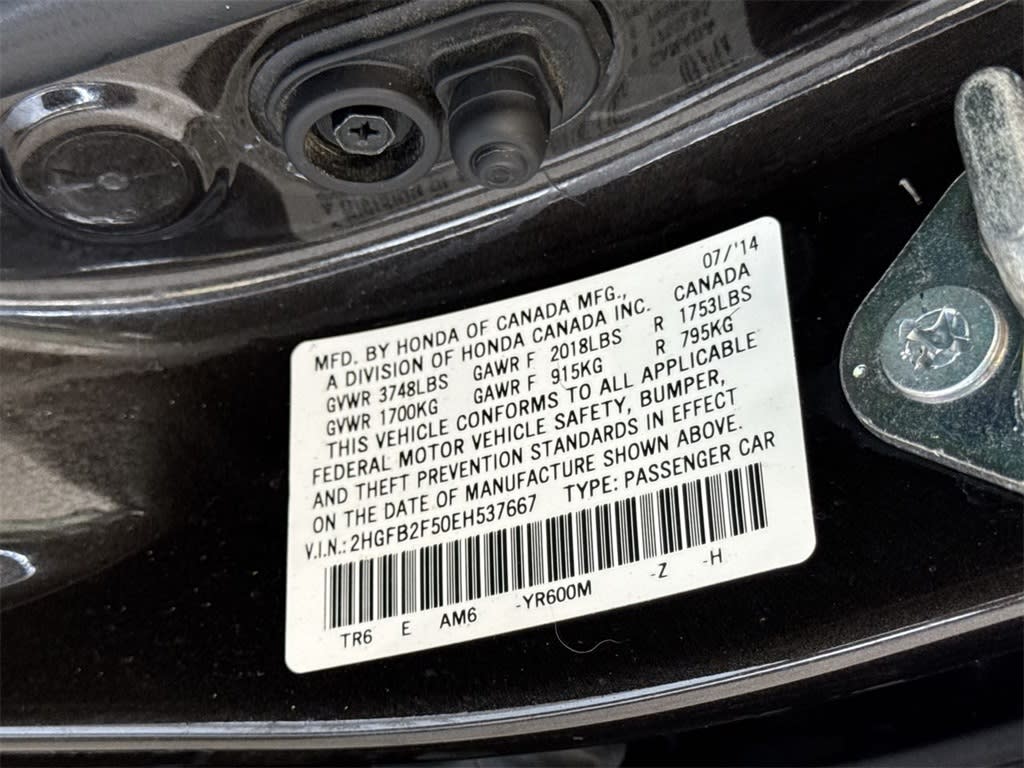 07/'14
MFD. BY HONDA OF CANADA MFG.,
A DIVISION OF HONDA CANADA INC. CANADA
GVWR 3748LBS GAWR F 2018LBS R 1753LBS
GVWR 1700KG GAWR F 915KG R 795KG
THIS VEHICLE CONFORMS TO ALL APPLICABLE
FEDERAL MOTOR VEHICLE SAFETY, BUMPER,
AND THEFT PREVENTION STANDARDS IN EFFECT
ON THE DATE OF MANUFACTURE SHOWN ABOVE.
V.I.N.: 2HGFB2F50EH537667 TYPE: PASSENGER CAR
TR6 E AM6 -YR600M -Z -H